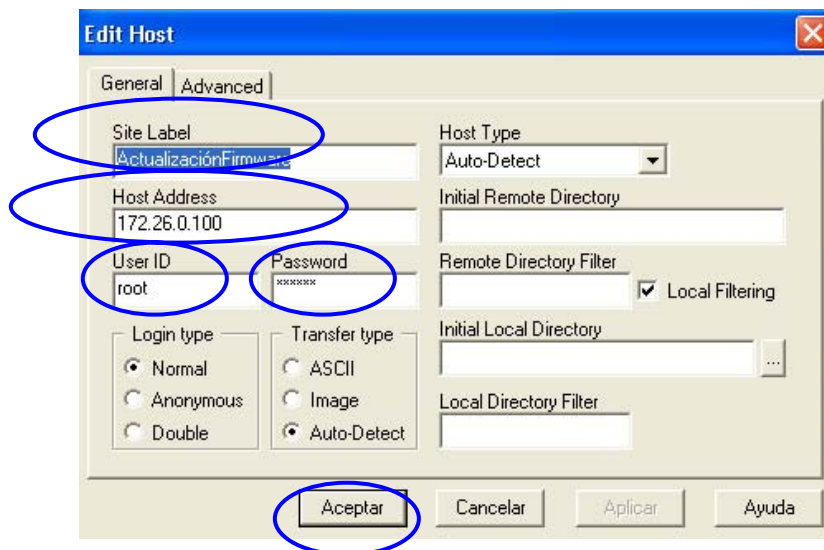 Edit Host
General Advanced
Site Label Host Type
ActualizaciónFirmware Auto-Detect
Host Address Initial Remote Directory
172.26.0.100
User ID Password Remote Directory Filter
root ****** Local Filtering
Login type Transfer type Initial Local Directory
Normal ASCII ...
Anonymous Image Local Directory Filter
Double Auto-Detect
Aceptar Cancelar Aplicar Ayuda